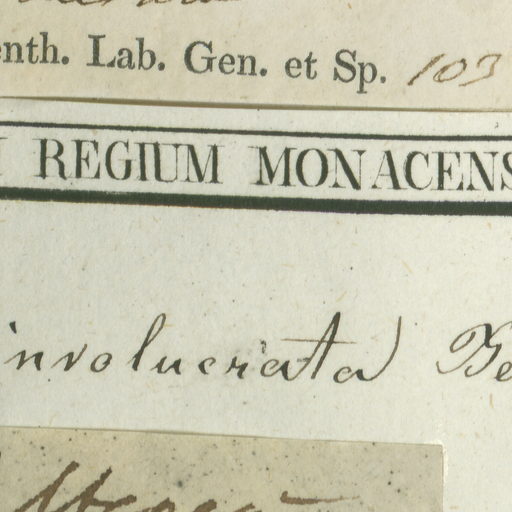 enth. Lab. Gen. et Sp. 103
REGIUM MONACENS
involucrata Be